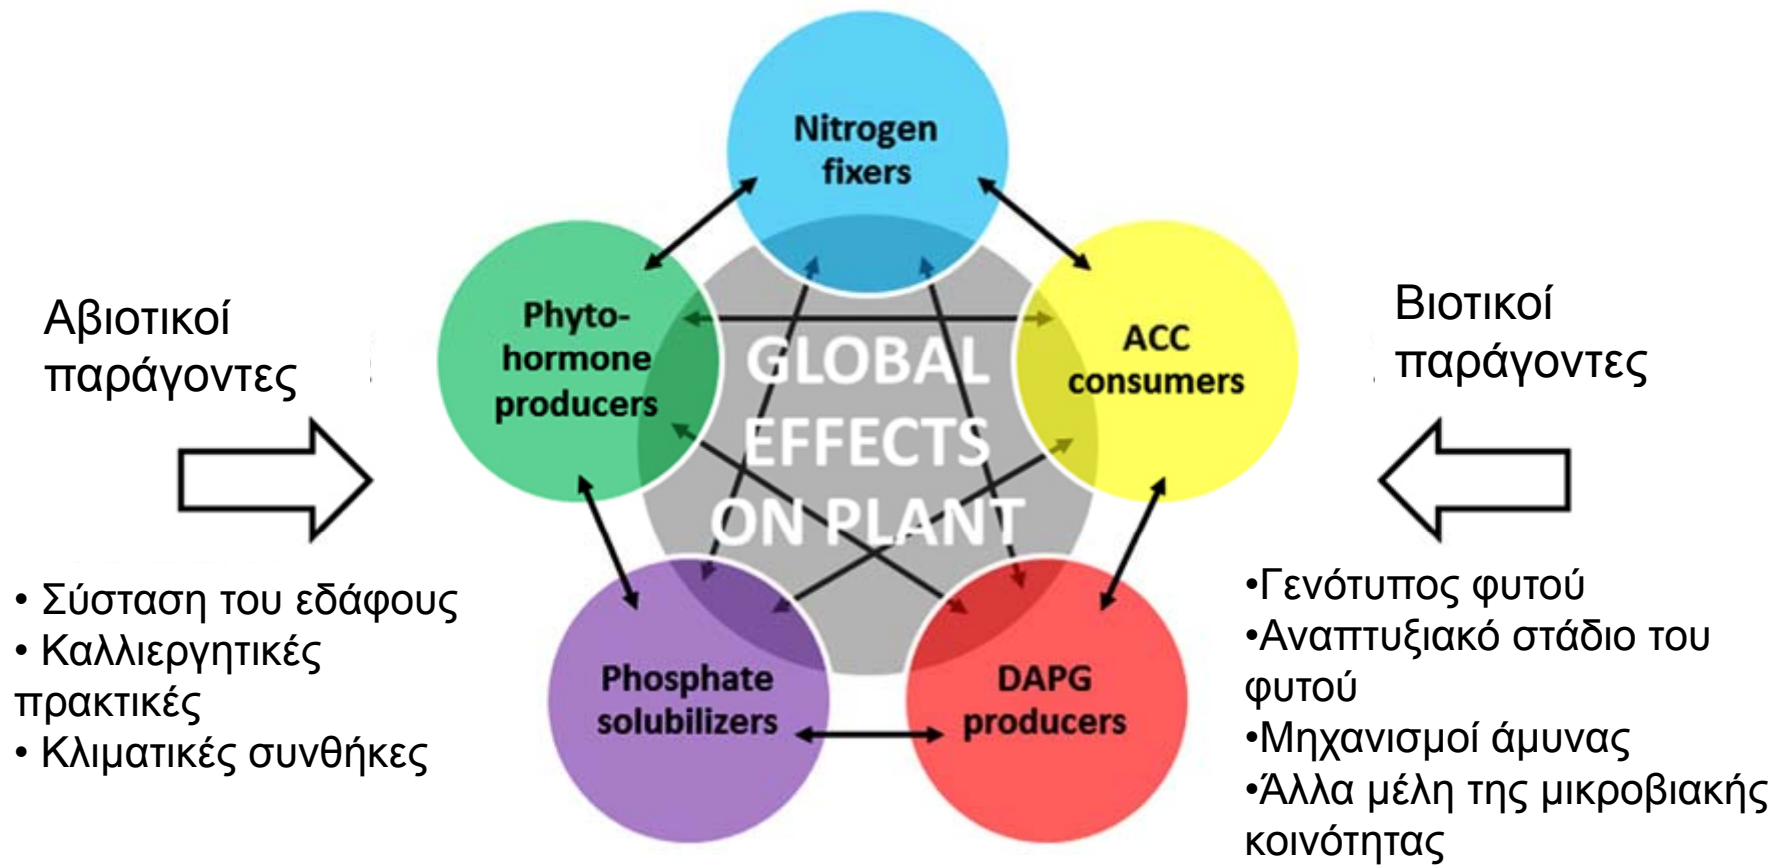 Nitrogen
fixers
Phyto-
hormone
producers
ACC
consumers
GLOBAL
EFFECTS
ON PLANT
Phosphate
solubilizers
DAPG
producers
Αβιοτικοί
παράγοντες
• Σύσταση του εδάφους
• Καλλιεργητικές
πρακτικές
• Κλιματικές συνθήκες
Βιοτικοί
παράγοντες
•Γενότυπος φυτού
•Αναπτυξιακό στάδιο του
φυτού
•Μηχανισμοί άμυνας
•Άλλα μέλη της μικροβιακής
κοινότητας